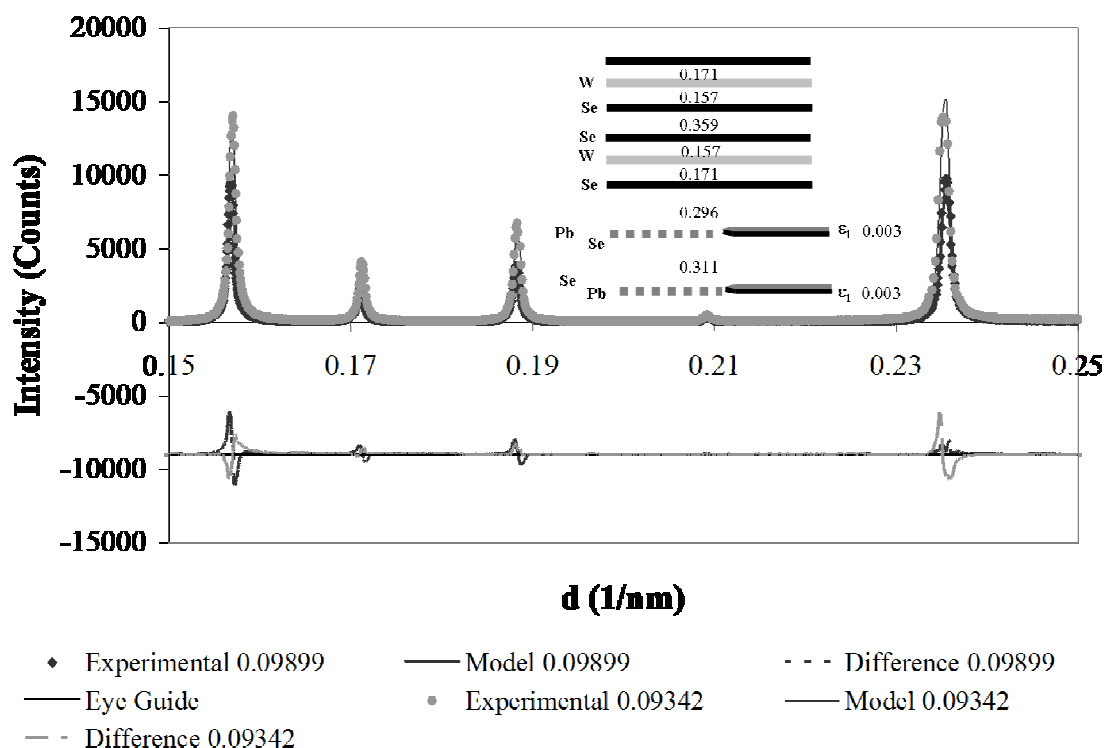 20000
15000
10000
5000
0
-5000
-10000
-15000
Intensity (Counts)
0.15 0.17 0.19 0.21 0.23 0.25
d (1/nm)
0.171
W
0.157
Se
0.359
Se
W
0.157
0.171
Se
0.296
Pb
Se
ε₁ 0.003
0.311
Se
Pb
ε₁ 0.003
Experimental 0.09899 Model 0.09899 Difference 0.09899
Eye Guide Experimental 0.09342 Model 0.09342
Difference 0.09342